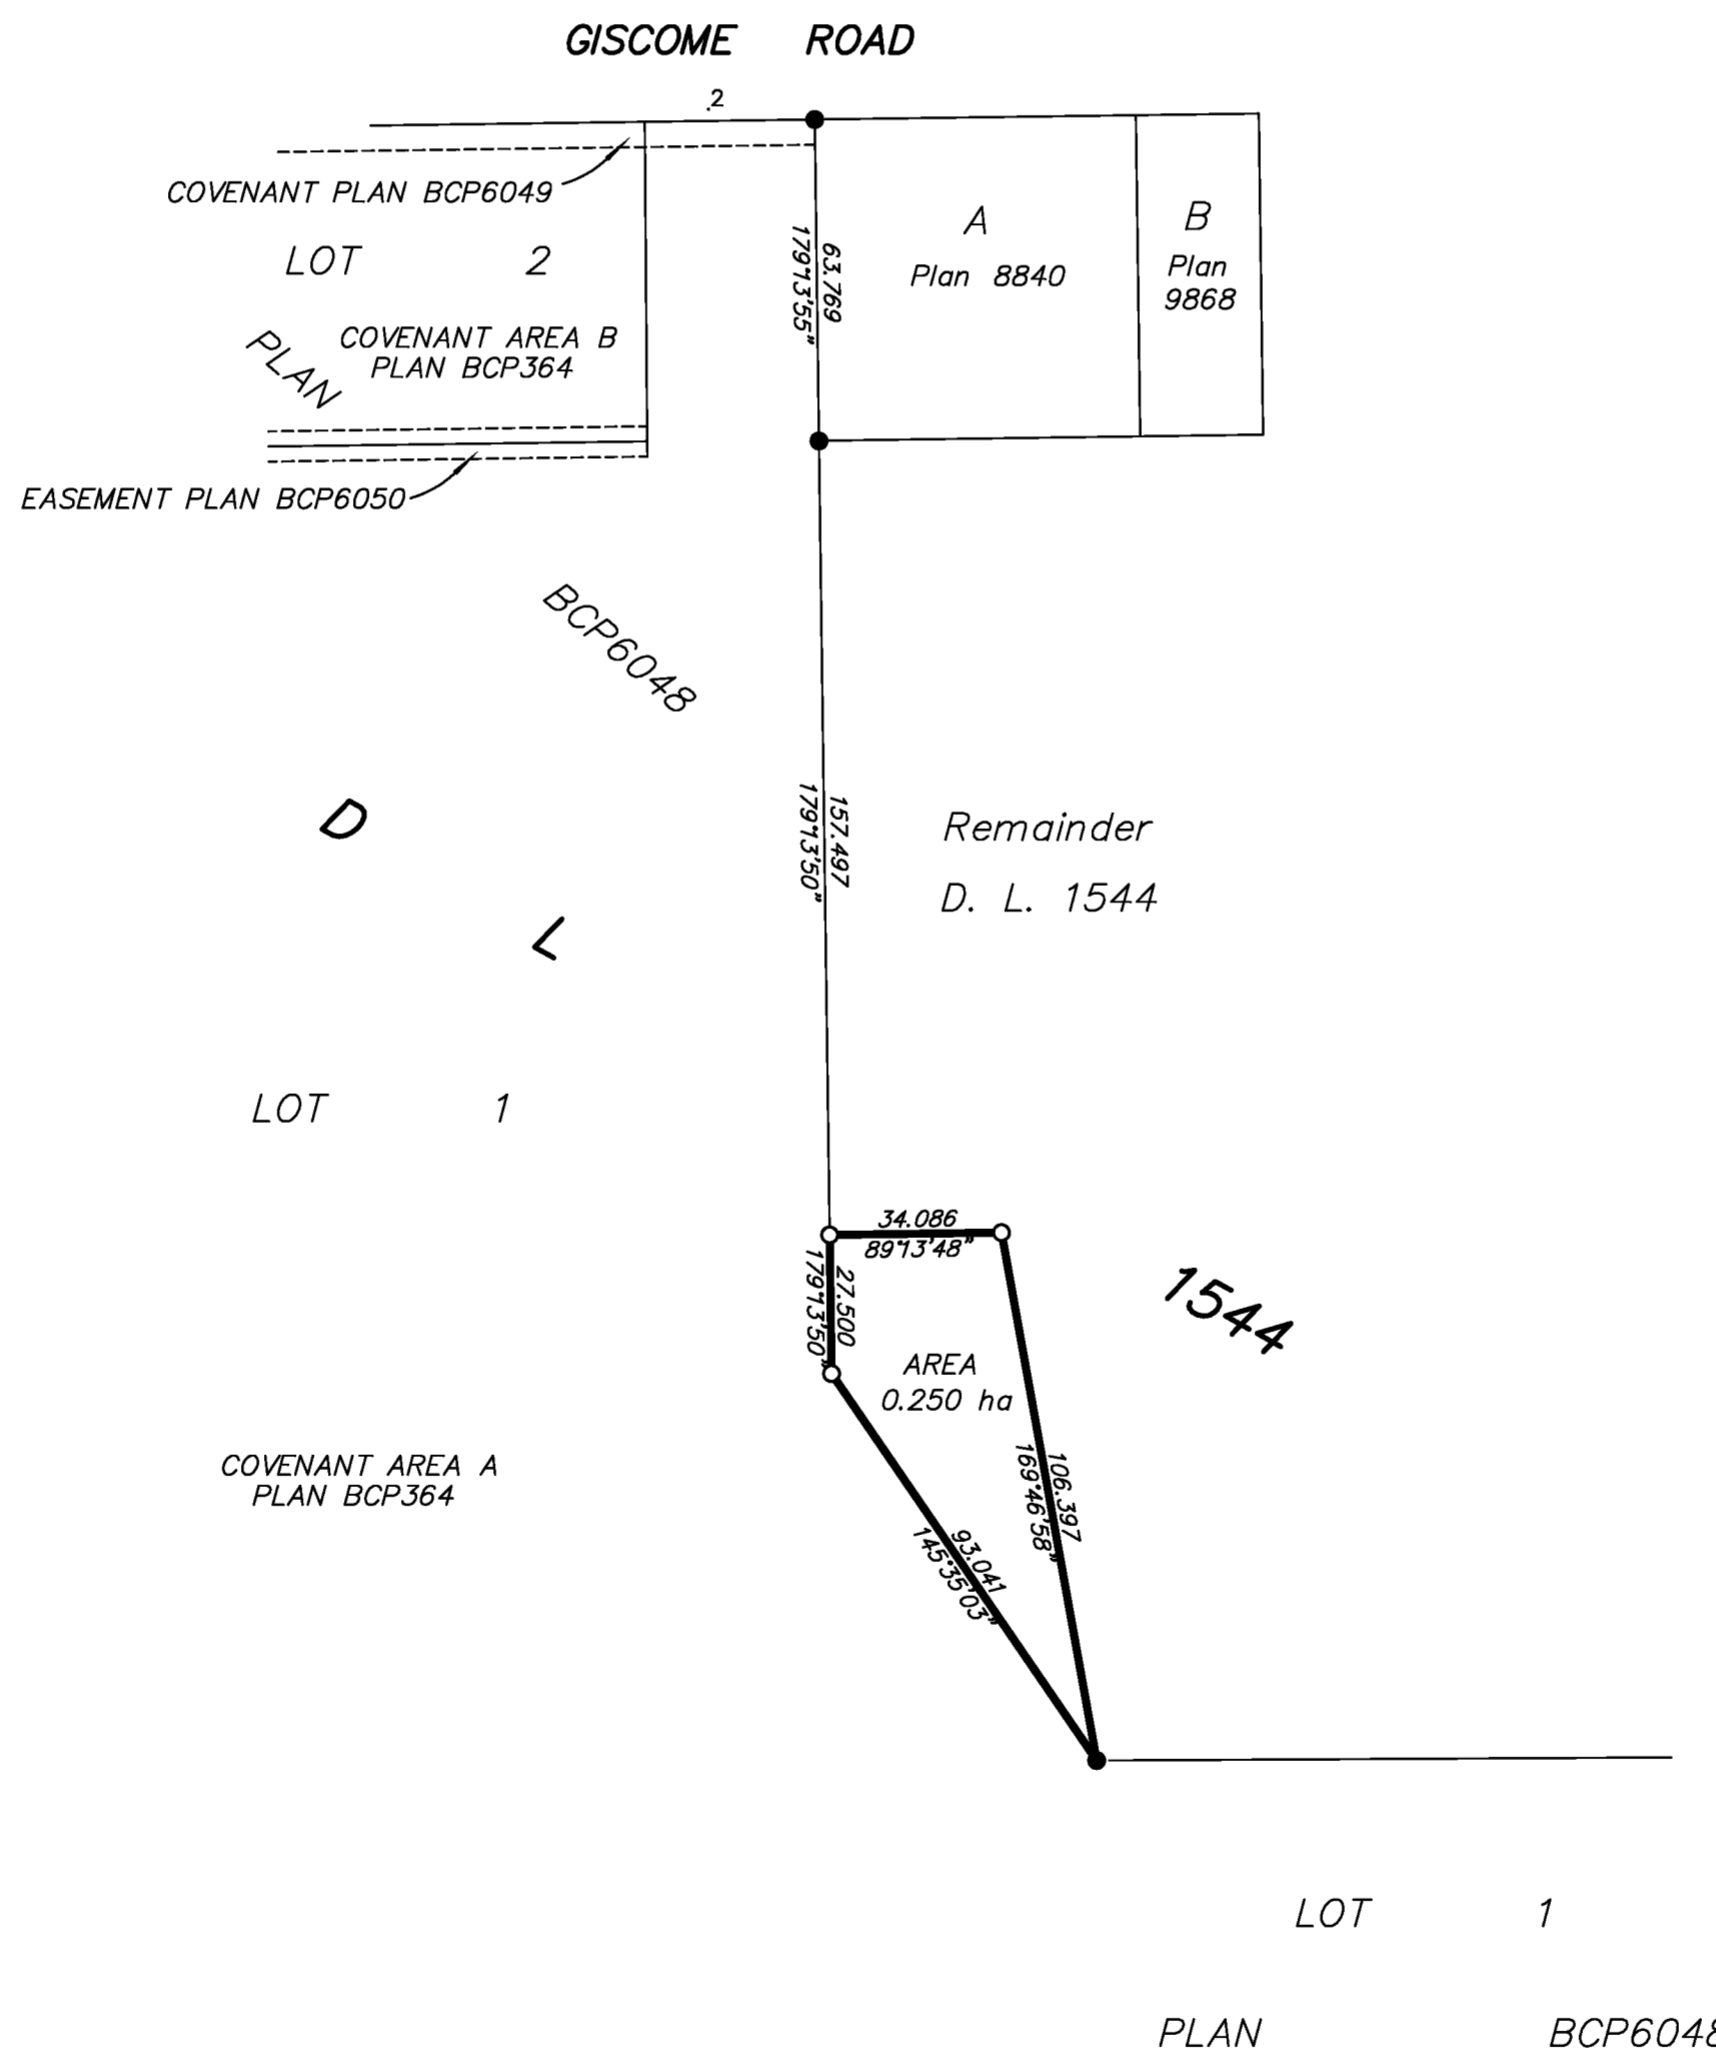 GISCOME ROAD
.2
COVENANT PLAN BCP6049
LOT 2
COVENANT AREA B
PLAN BCP364
PLAN
EASEMENT PLAN BCP6050
A
Plan 8840
B
Plan
9868
63.769
179°13'55"
BCP6048
D L
157.497
179°13'50"
Remainder
D. L. 1544
LOT 1
34.086
89°13'48"
27.500
179°13'50"
AREA
0.250 ha
1544
106.397
169°46'58"
93.041
145°35'03"
COVENANT AREA A
PLAN BCP364
LOT 1
PLAN BCP6048